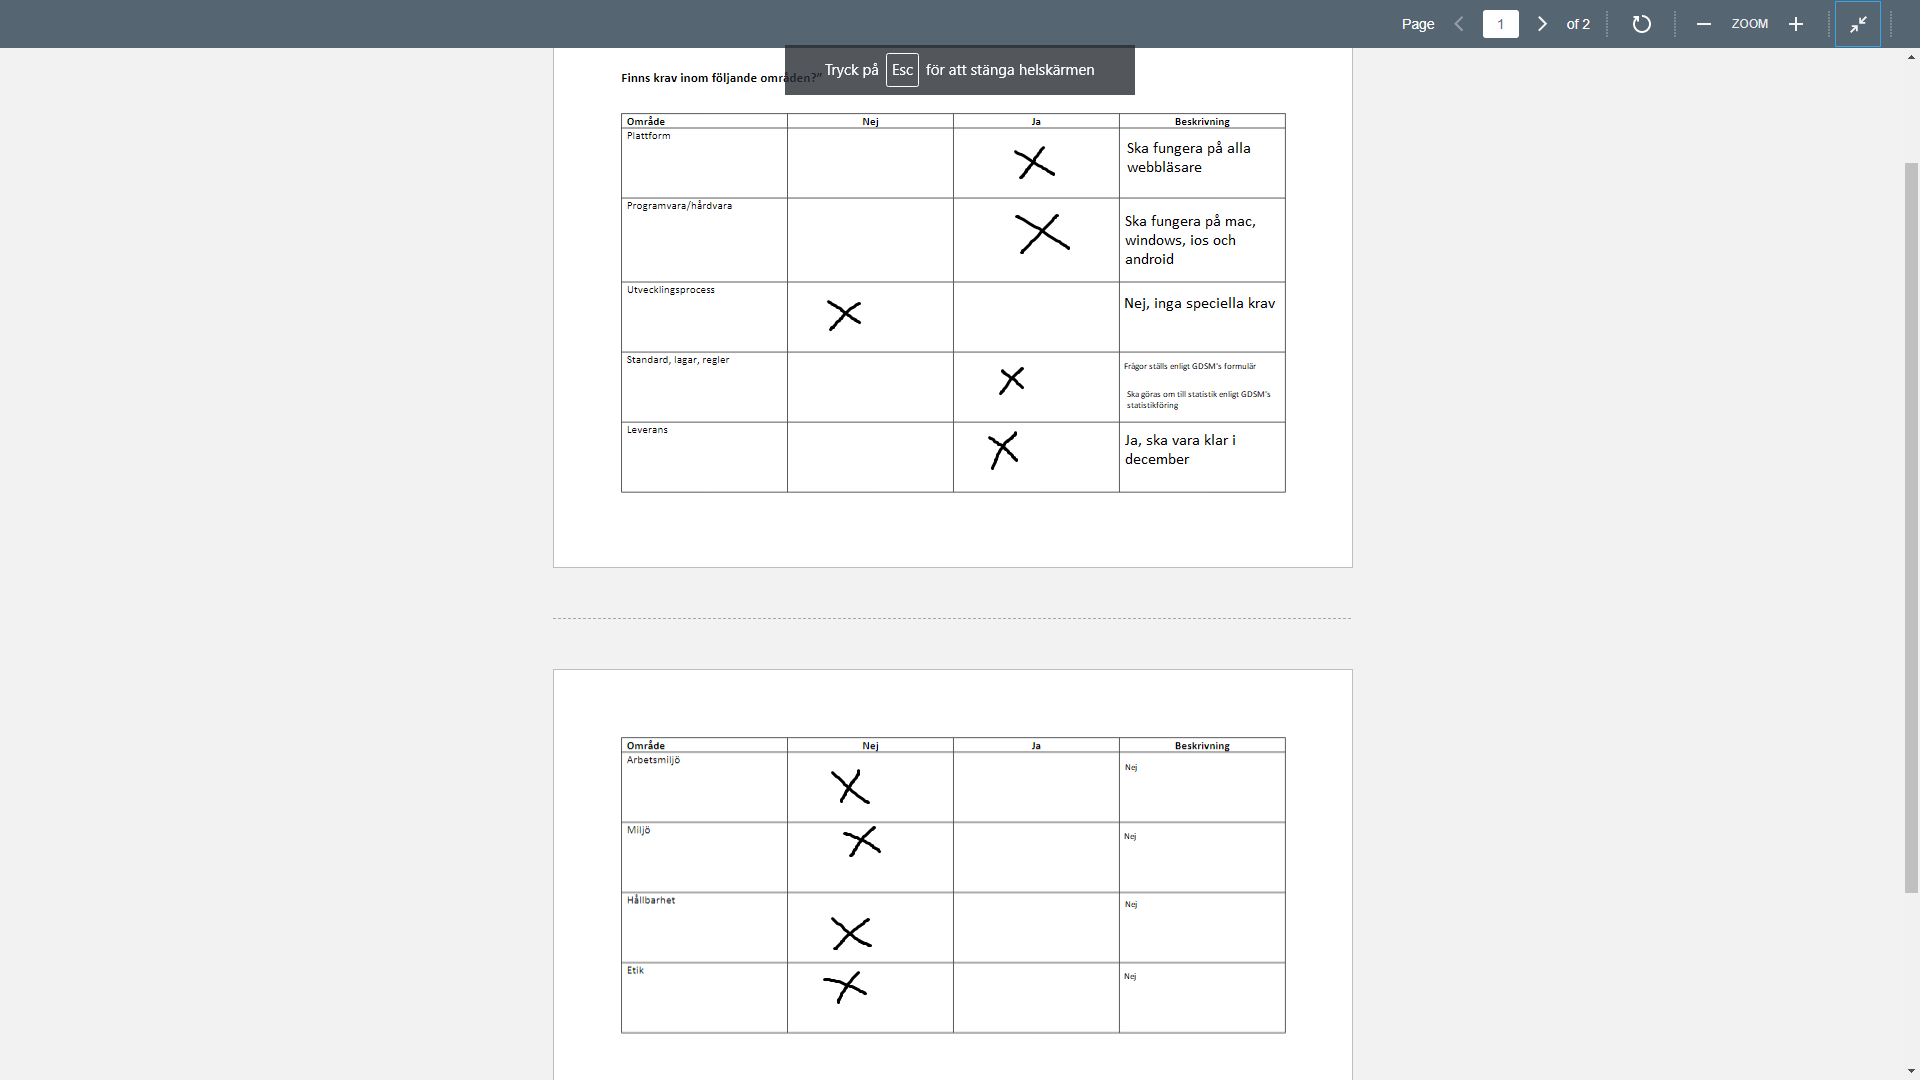 Page 1 of 2 ZOOM
Tryck på Esc för att stänga helskärmen
Finns krav inom följande områden?"
Område Nej Ja Beskrivning
Plattform
Ska fungera på alla
webbläsare
Programvara/hårdvara
Ska fungera på mac,
windows, ios och
android
Utvecklingsprocess
Nej, inga speciella krav
Standard, lagar, regler
Frågor ställs enligt GDSM's formulär
Ska göras om till statistik enligt GDSM's
statistikföring
Leverans
Ja, ska vara klar i
december
Område Nej Ja Beskrivning
Arbetsmiljö
Nej
Miljö
Nej
Hållbarhet
Nej
Etik
Nej